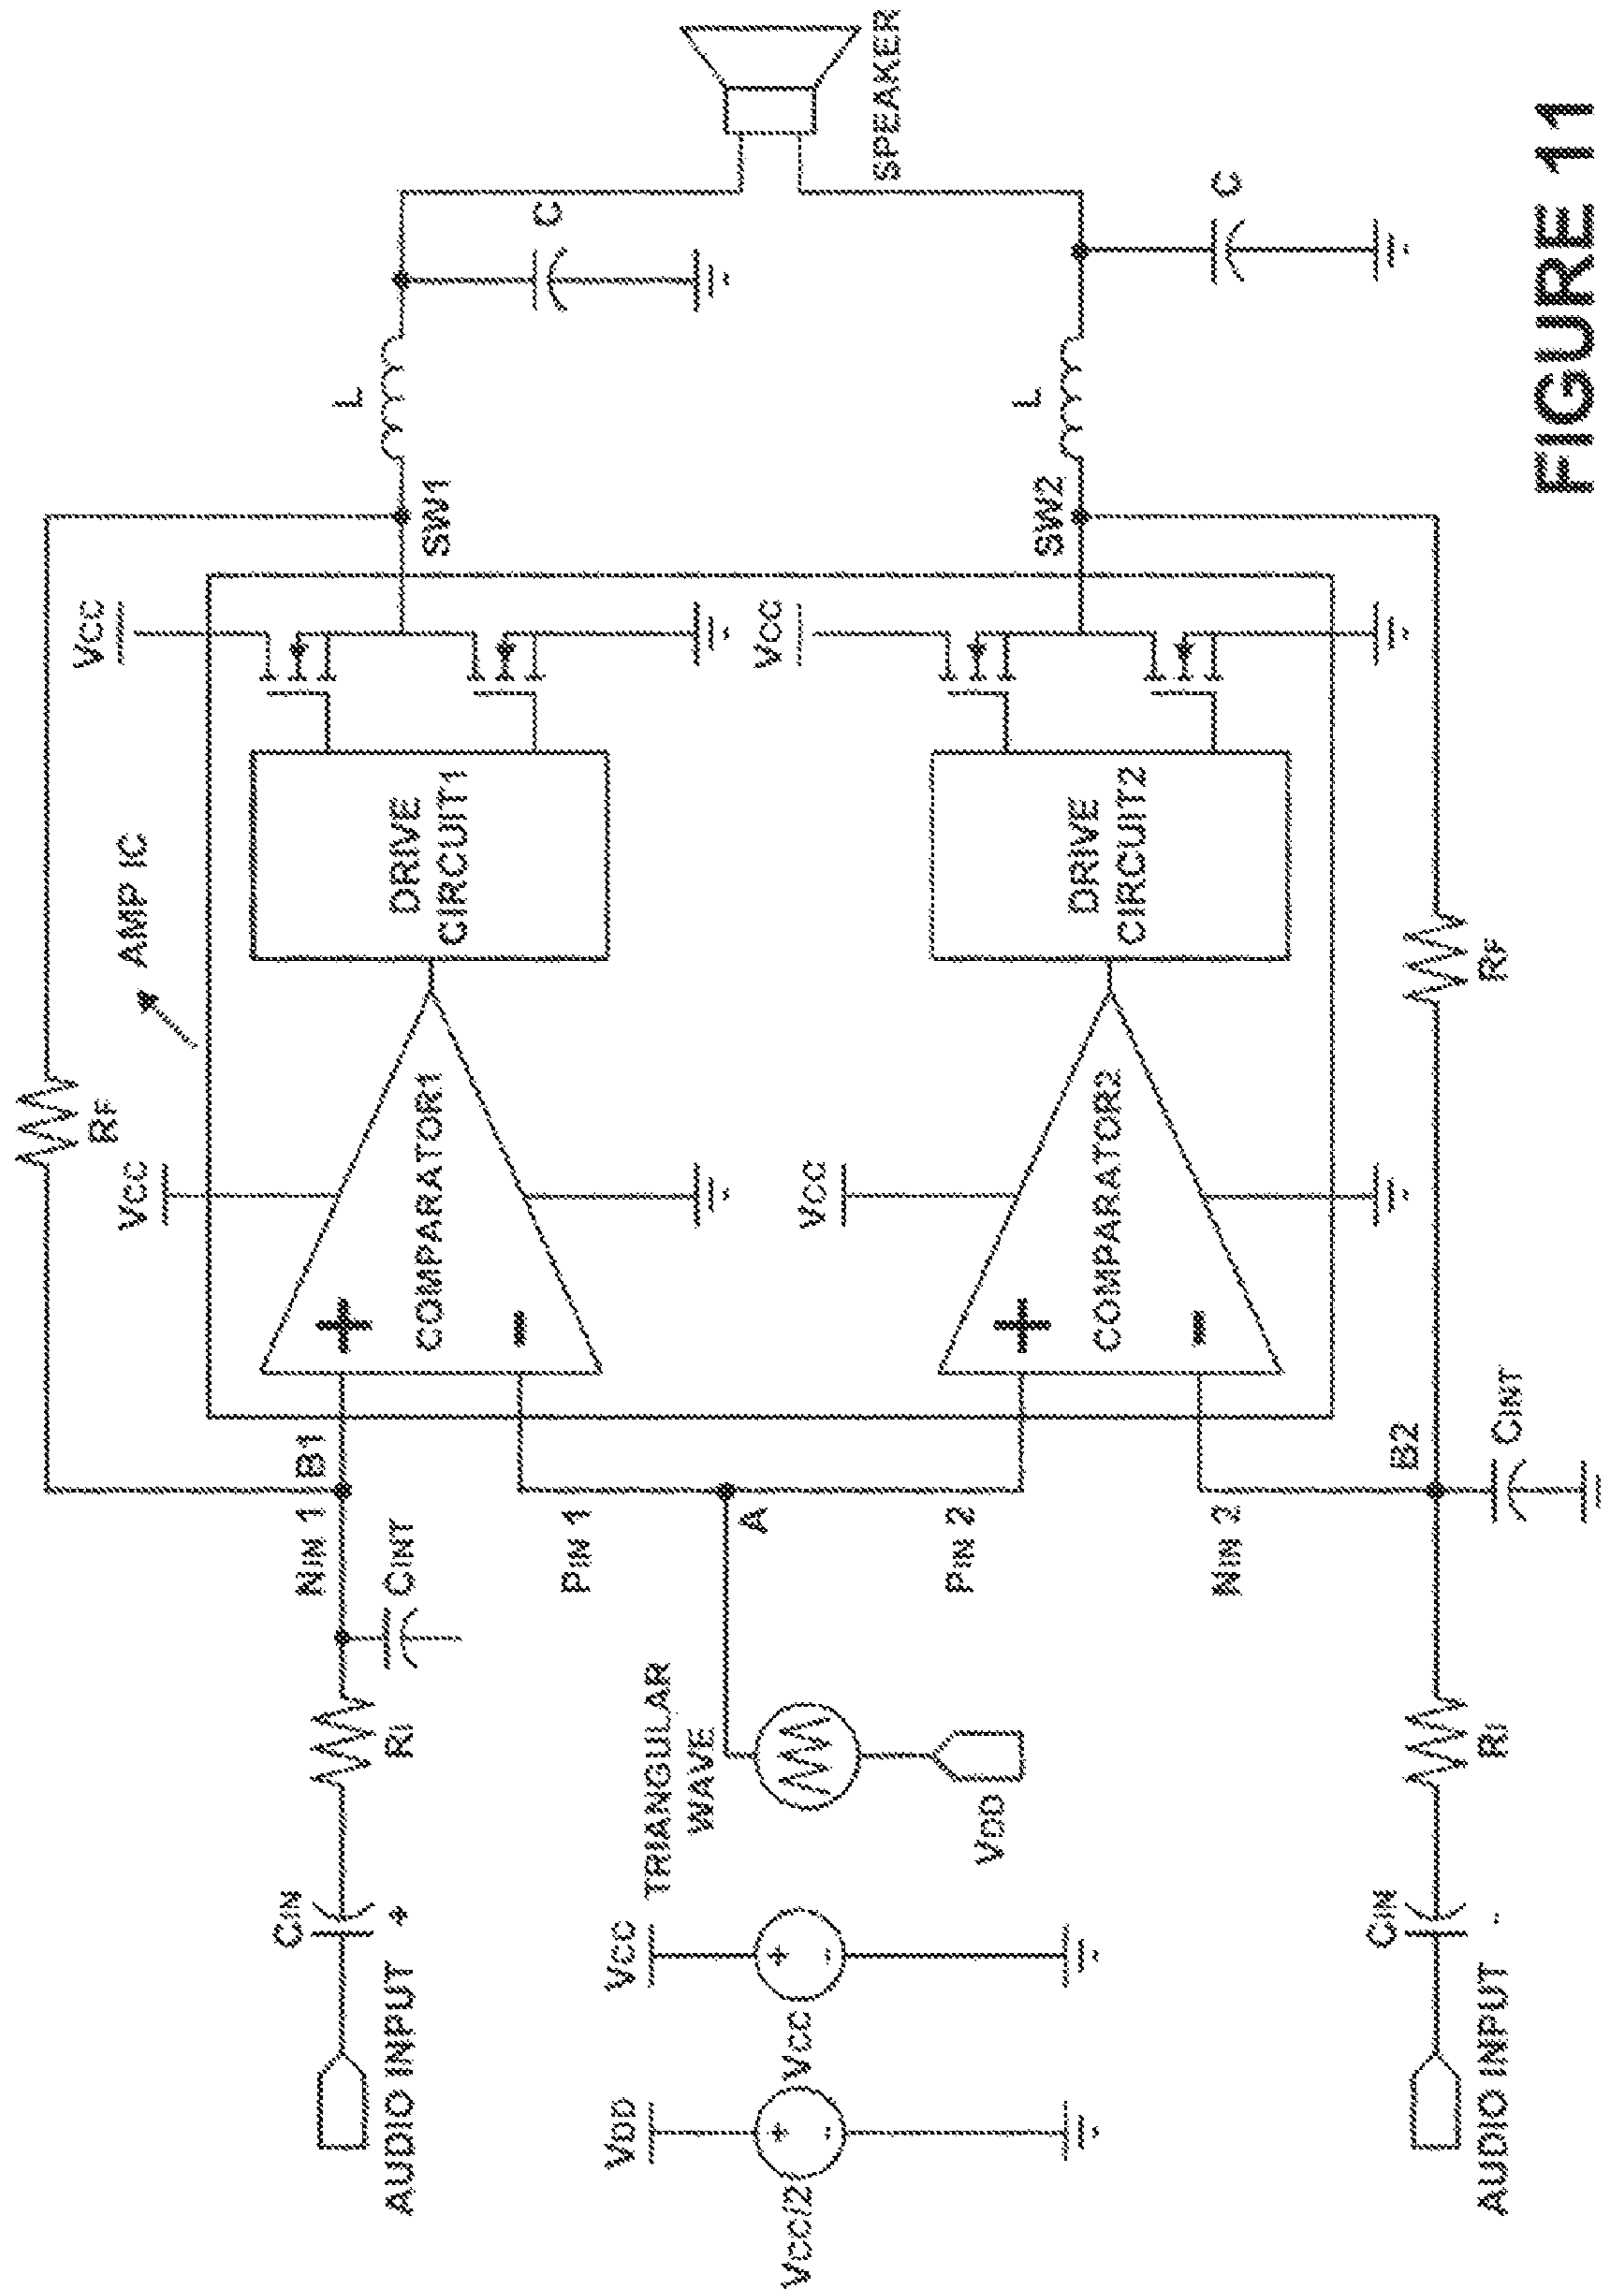 RF
VCC
AMP IC
VCC
SW1
L
CIN
RI
NIN 1
B1
AUDIO INPUT +
CINT
+
COMPARATOR1
-
DRIVE
CIRCUIT1
C
PIN 1
VDD
VCC
TRIANGULAR
WAVE
A
SPEAKER
VCC/2
+
-
VCC
+
-
VDD
VCC
VCC
PIN 2
SW2
L
+
COMPARATOR2
-
DRIVE
CIRCUIT2
NIN 2
C
CIN
RI
B2
RF
AUDIO INPUT -
CINT
FIGURE 11